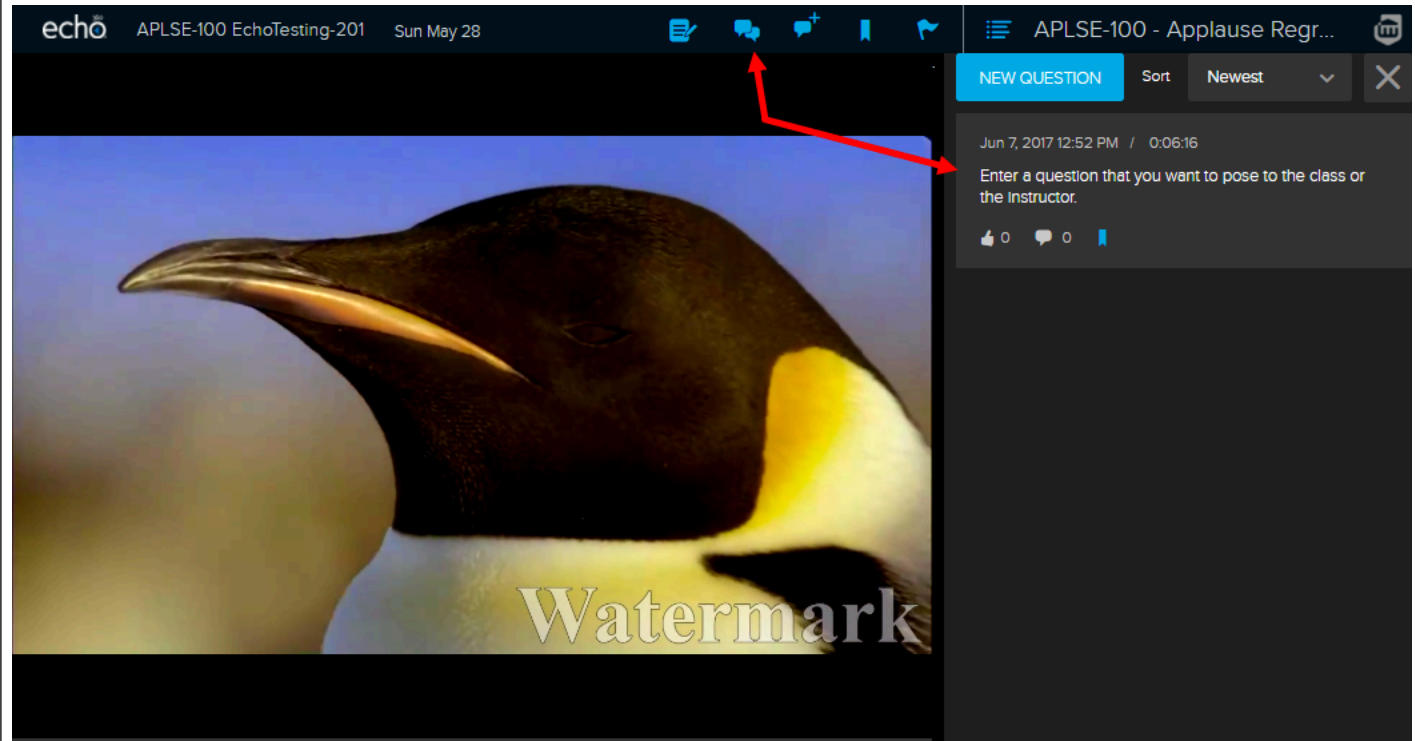 echo APLSE-100 EchoTesting-201 Sun May 28
APLSE-100 - Applause Regr...
NEW QUESTION Sort Newest
Jun 7, 2017 12:52 PM / 0:06:16
Enter a question that you want to pose to the class or
the instructor.
0 0
Watermark